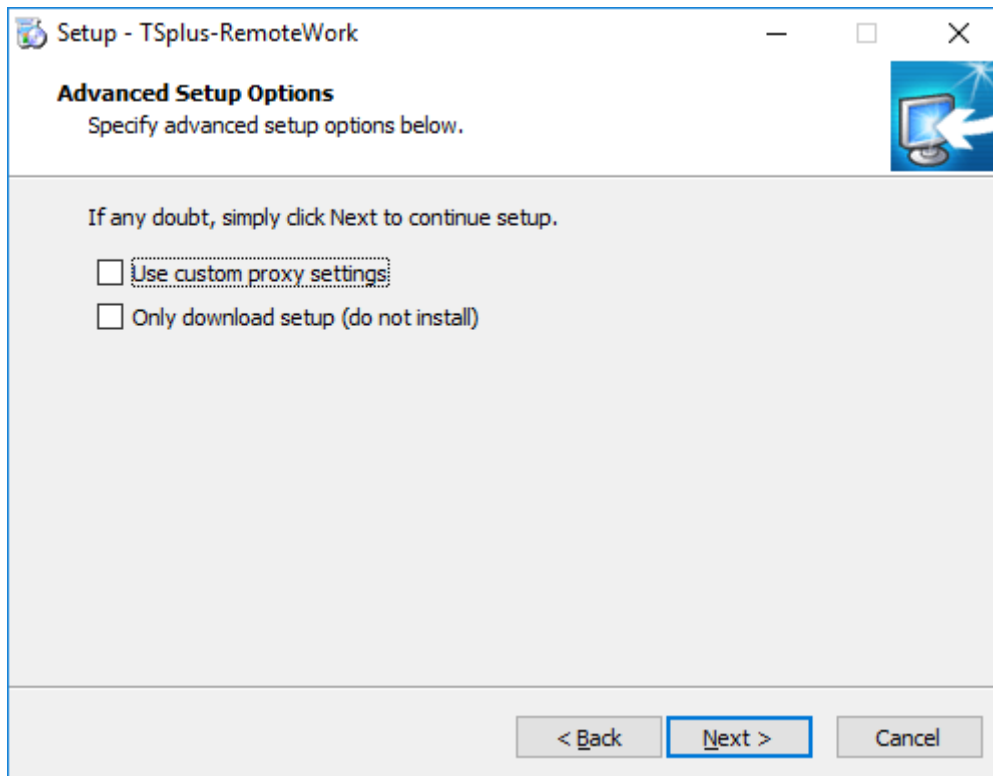 Setup - TSplus-RemoteWork
Advanced Setup Options
Specify advanced setup options below.
If any doubt, simply click Next to continue setup.
Use custom proxy settings
Only download setup (do not install)
< Back Next > Cancel